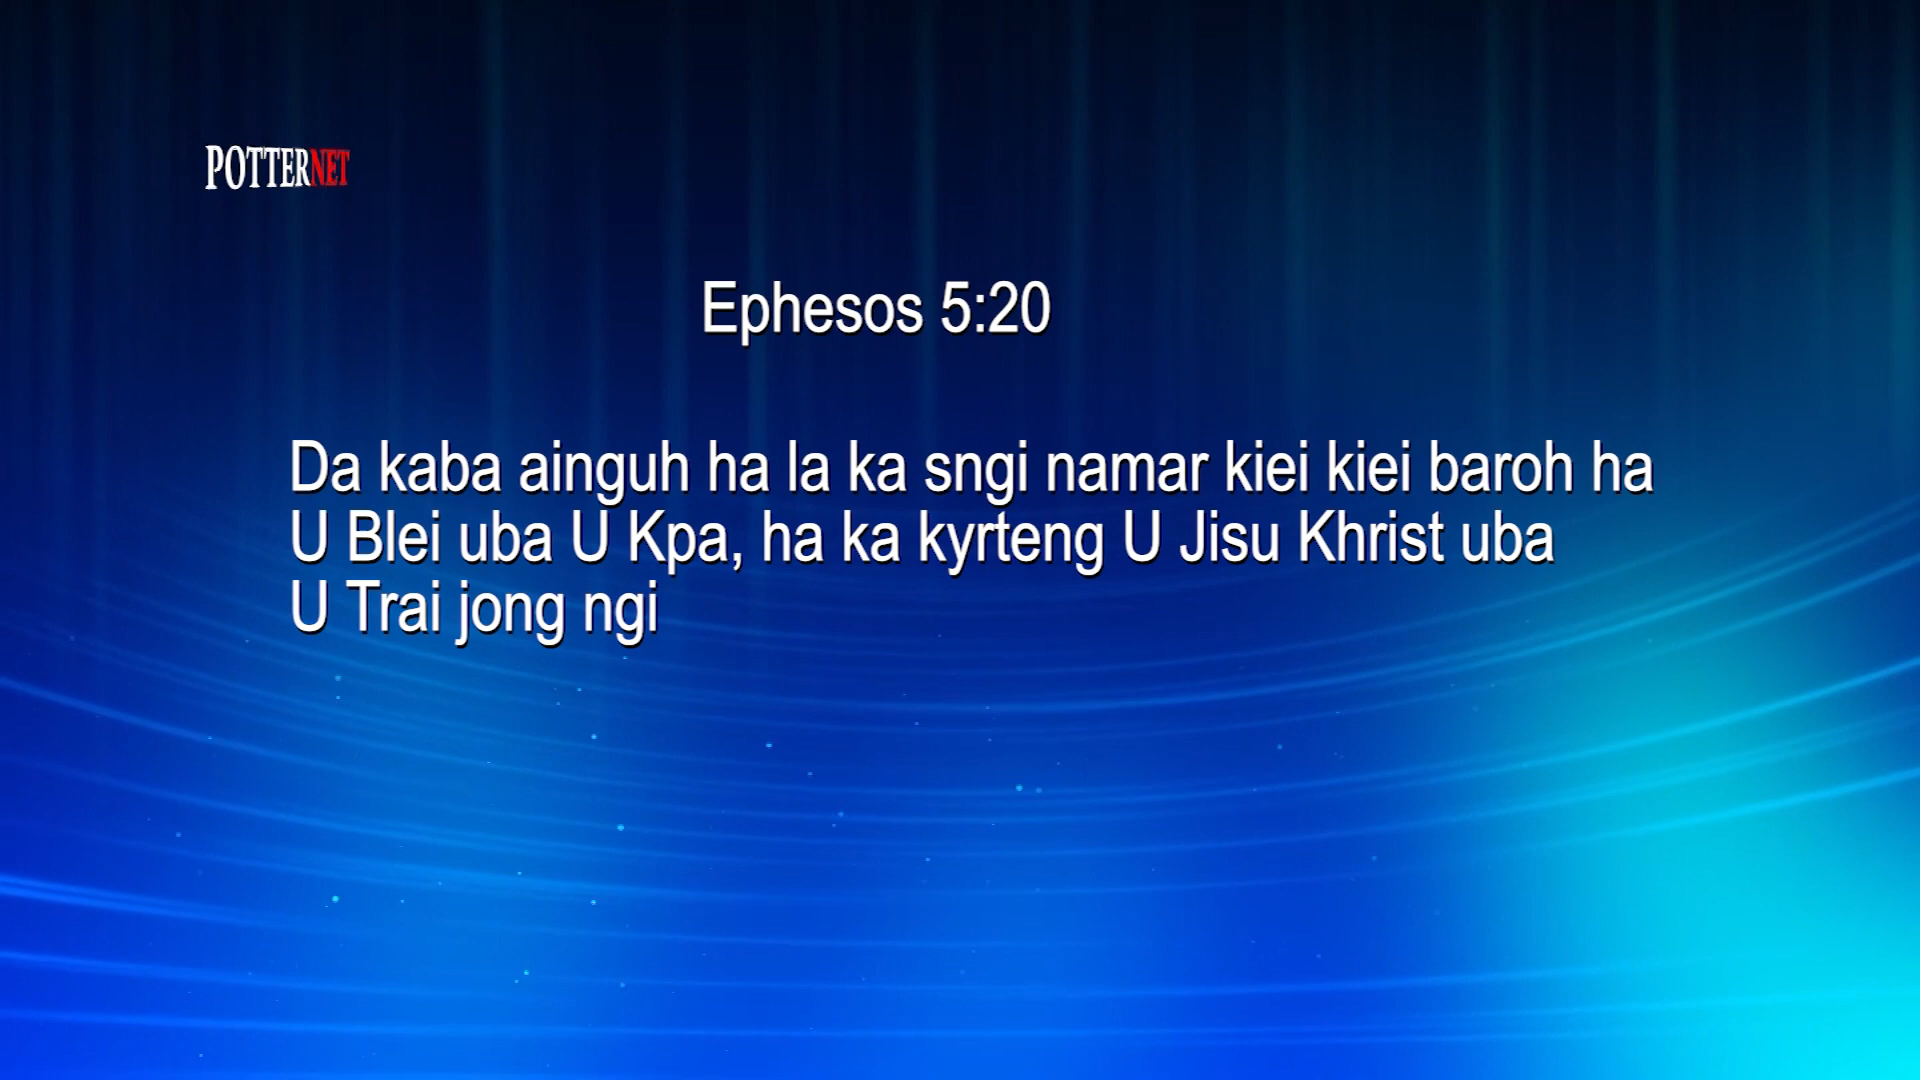 POTTERNET
Ephesos 5:20
Da kaba ainguh ha la ka sngi namar kiei kiei baroh ha
U Blei uba U Kpa, ha ka kyrteng U Jisu Khrist uba
U Trai jong ngi